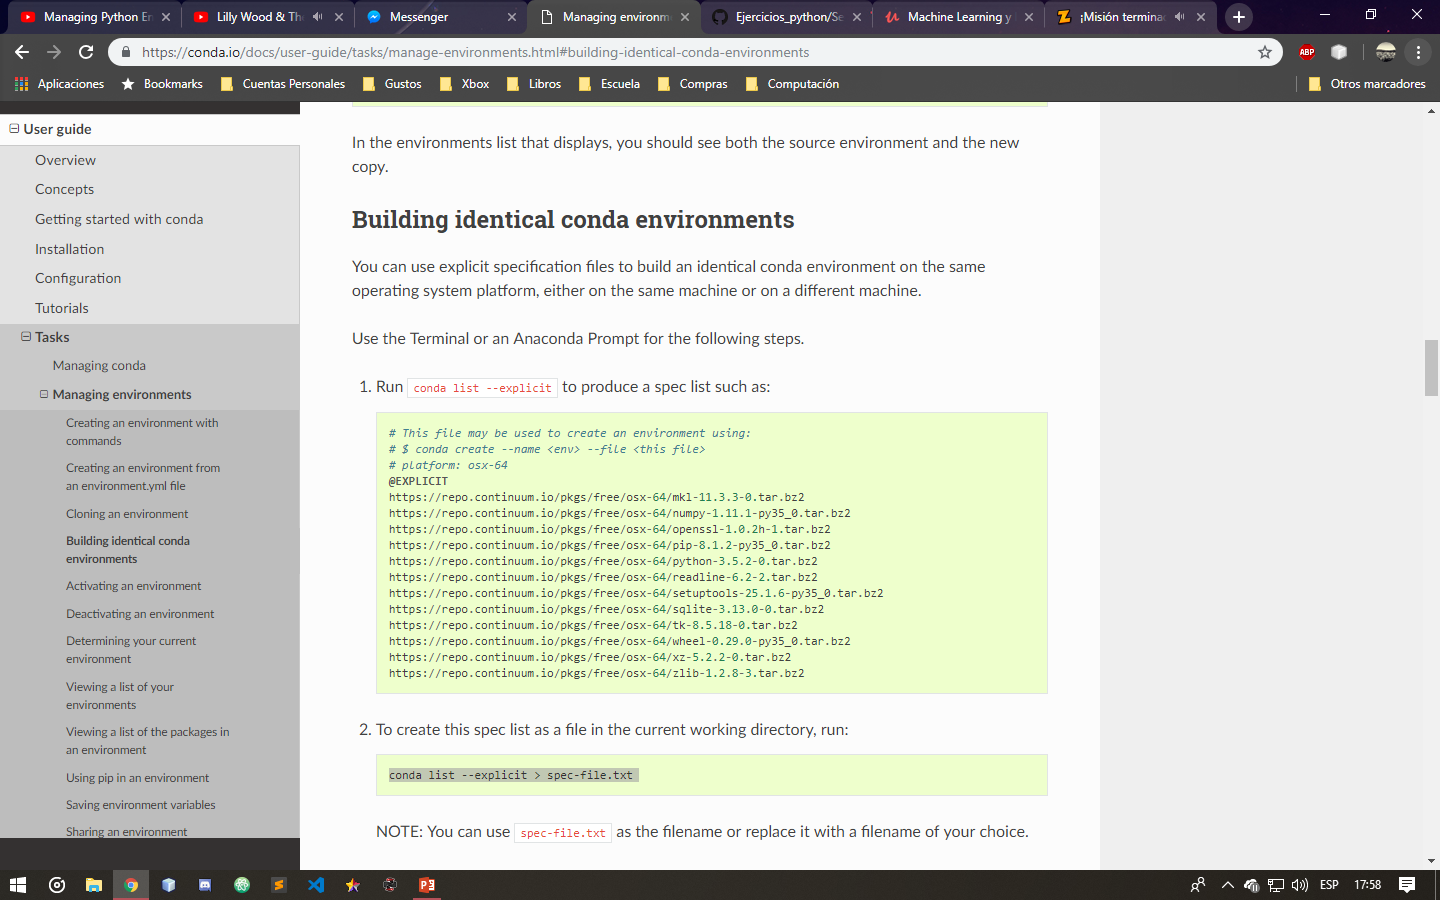 Managing Python En
Lilly Wood & Th
Messenger
Managing environm
Ejercicios_python/Se
Machine Learning y
¡Misión termina
https://conda.io/docs/user-guide/tasks/manage-environments.html#building-identical-conda-environments
ABP
Aplicaciones
Bookmarks
Cuentas Personales
Gustos
Xbox
Libros
Escuela
Compras
Computación
Otros marcadores
User guide
Overview
Concepts
Getting started with conda
Installation
Configuration
Tutorials
Tasks
Managing conda
Managing environments
Creating an environment with
commands
Creating an environment from
an environment.yml file
Cloning an environment
Building identical conda
environments
Activating an environment
Deactivating an environment
Determining your current
environment
Viewing a list of your
environments
Viewing a list of the packages in
an environment
Using pip in an environment
Saving environment variables
Sharing an environment
In the environments list that displays, you should see both the source environment and the new
copy.
Building identical conda environments
You can use explicit specification files to build an identical conda environment on the same
operating system platform, either on the same machine or on a different machine.
Use the Terminal or an Anaconda Prompt for the following steps.
1. Run conda list --explicit to produce a spec list such as:
# This file may be used to create an environment using:
# $ conda create --name <env> --file <this file>
# platform: osx-64
@EXPLICIT
https://repo.continuum.io/pkgs/free/osx-64/mkl-11.3.3-0.tar.bz2
https://repo.continuum.io/pkgs/free/osx-64/numpy-1.11.1-py35_0.tar.bz2
https://repo.continuum.io/pkgs/free/osx-64/openssl-1.0.2h-1.tar.bz2
https://repo.continuum.io/pkgs/free/osx-64/pip-8.1.2-py35_0.tar.bz2
https://repo.continuum.io/pkgs/free/osx-64/python-3.5.2-0.tar.bz2
https://repo.continuum.io/pkgs/free/osx-64/readline-6.2-2.tar.bz2
https://repo.continuum.io/pkgs/free/osx-64/setuptools-25.1.6-py35_0.tar.bz2
https://repo.continuum.io/pkgs/free/osx-64/sqlite-3.13.0-0.tar.bz2
https://repo.continuum.io/pkgs/free/osx-64/tk-8.5.18-0.tar.bz2
https://repo.continuum.io/pkgs/free/osx-64/wheel-0.29.0-py35_0.tar.bz2
https://repo.continuum.io/pkgs/free/osx-64/xz-5.2.2-0.tar.bz2
https://repo.continuum.io/pkgs/free/osx-64/zlib-1.2.8-3.tar.bz2
2. To create this spec list as a file in the current working directory, run:
conda list --explicit > spec-file.txt
NOTE: You can use spec-file.txt as the filename or replace it with a filename of your choice.
ESP
17:58